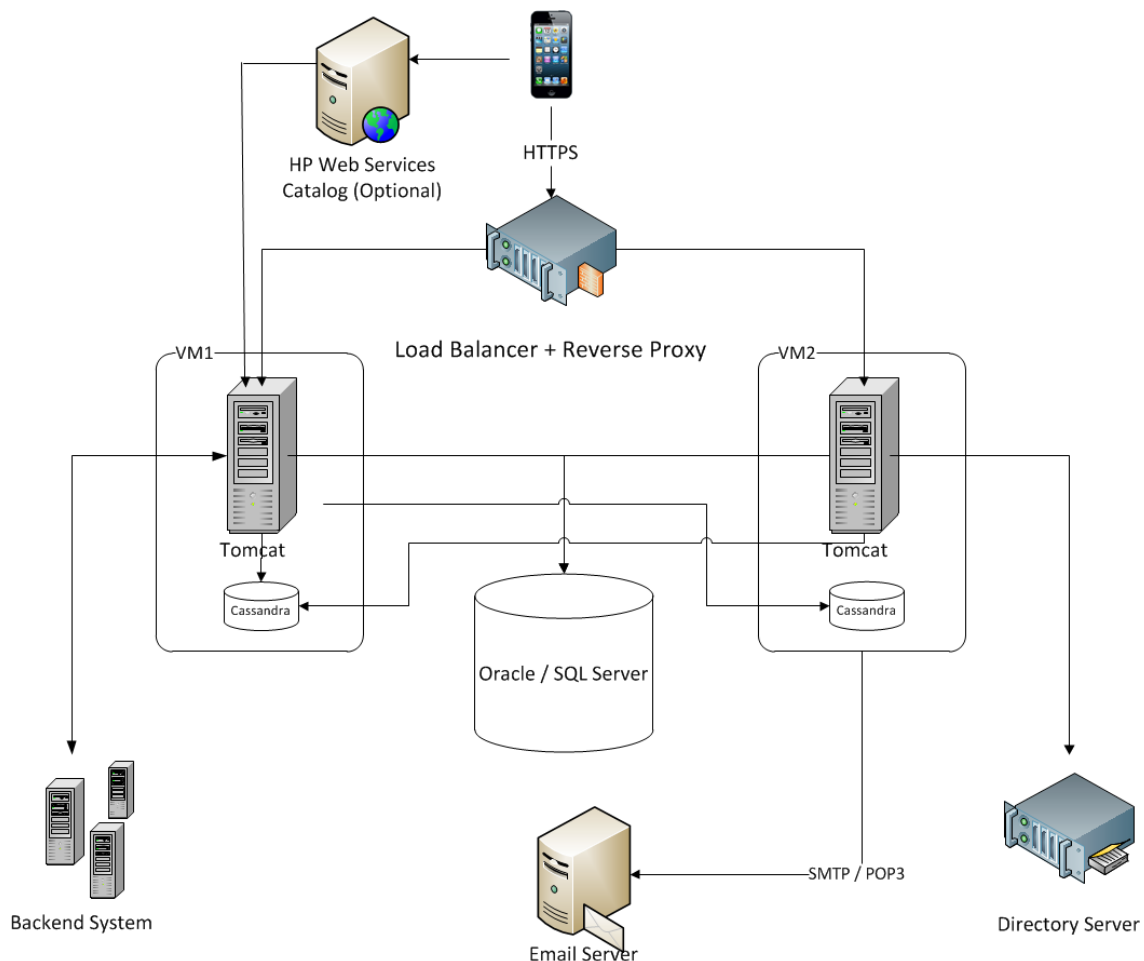 HP Web Services
Catalog (Optional)
HTTPS
Load Balancer + Reverse Proxy
VM1
VM2
Tomcat
Tomcat
Cassandra
Cassandra
Oracle / SQL Server
SMTP / POP3
Backend System
Email Server
Directory Server